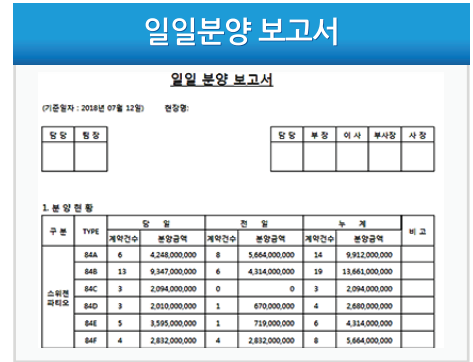 일일분양 보고서
일일 분양 보고서
(기준일자 : 2018년 07월 12일) 현장명:
담 당 팀 장 담 당 부 장 이 사 부사장 사 장
1. 분 양 현 황
구 분 TYPE 당 일 전 일 누 계 비 고
계약건수 분양금액 계약건수 분양금액 계약건수 분양금액
84A 6 4,248,000,000 8 5,664,000,000 14 9,912,000,000
84B 13 9,347,000,000 6 4,314,000,000 19 13,661,000,000
84C 3 2,094,000,000 0 0 3 2,094,000,000
스위첸
파티오
84D 3 2,010,000,000 1 670,000,000 4 2,680,000,000
84E 5 3,595,000,000 1 719,000,000 6 4,314,000,000
84F 4 2,832,000,000 4 2,832,000,000 8 5,664,000,000